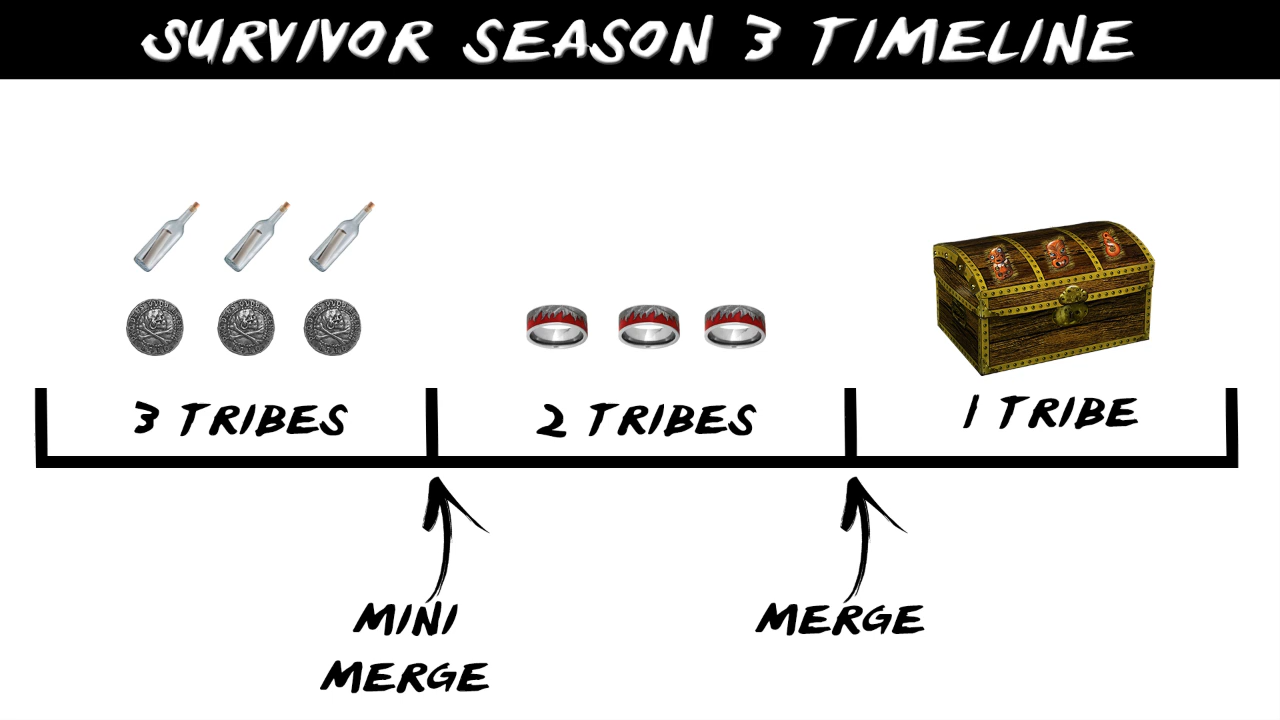 SURVIVOR SEASON 3 TIMELINE
3 TRIBES
2 TRIBES
1 TRIBE
MINI
MERGE
MERGE